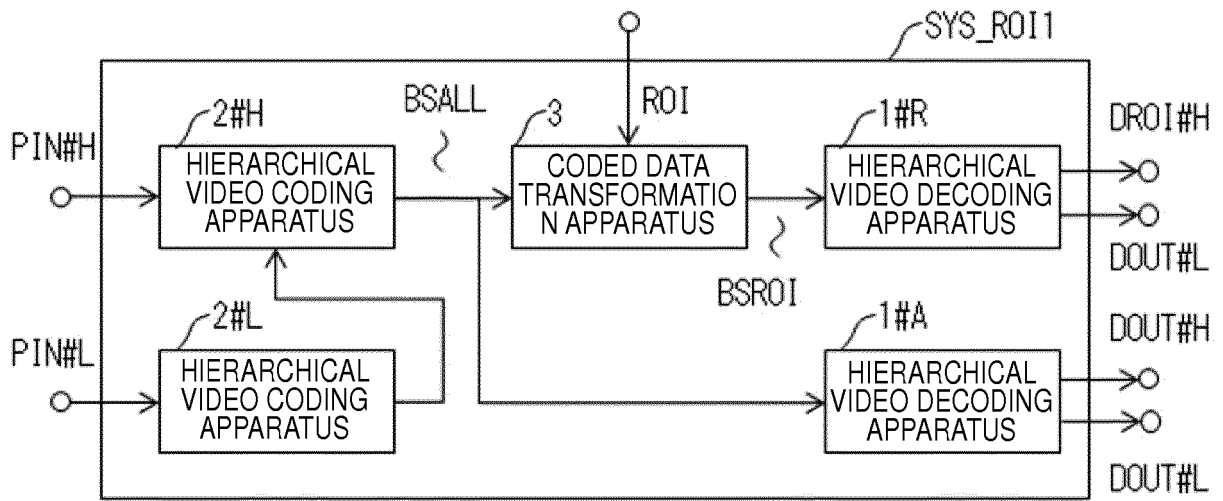 SYS_ROI1
BSALL
ROI
2#H
3
1#R
DROI#H
PIN#H
HIERARCHICAL
VIDEO CODING
APPARATUS
CODED DATA
TRANSFORMATIO
N APPARATUS
HIERARCHICAL
VIDEO DECODING
APPARATUS
DOUT#L
BSROI
2#L
1#A
DOUT#H
PIN#L
HIERARCHICAL
VIDEO CODING
APPARATUS
HIERARCHICAL
VIDEO DECODING
APPARATUS
DOUT#L